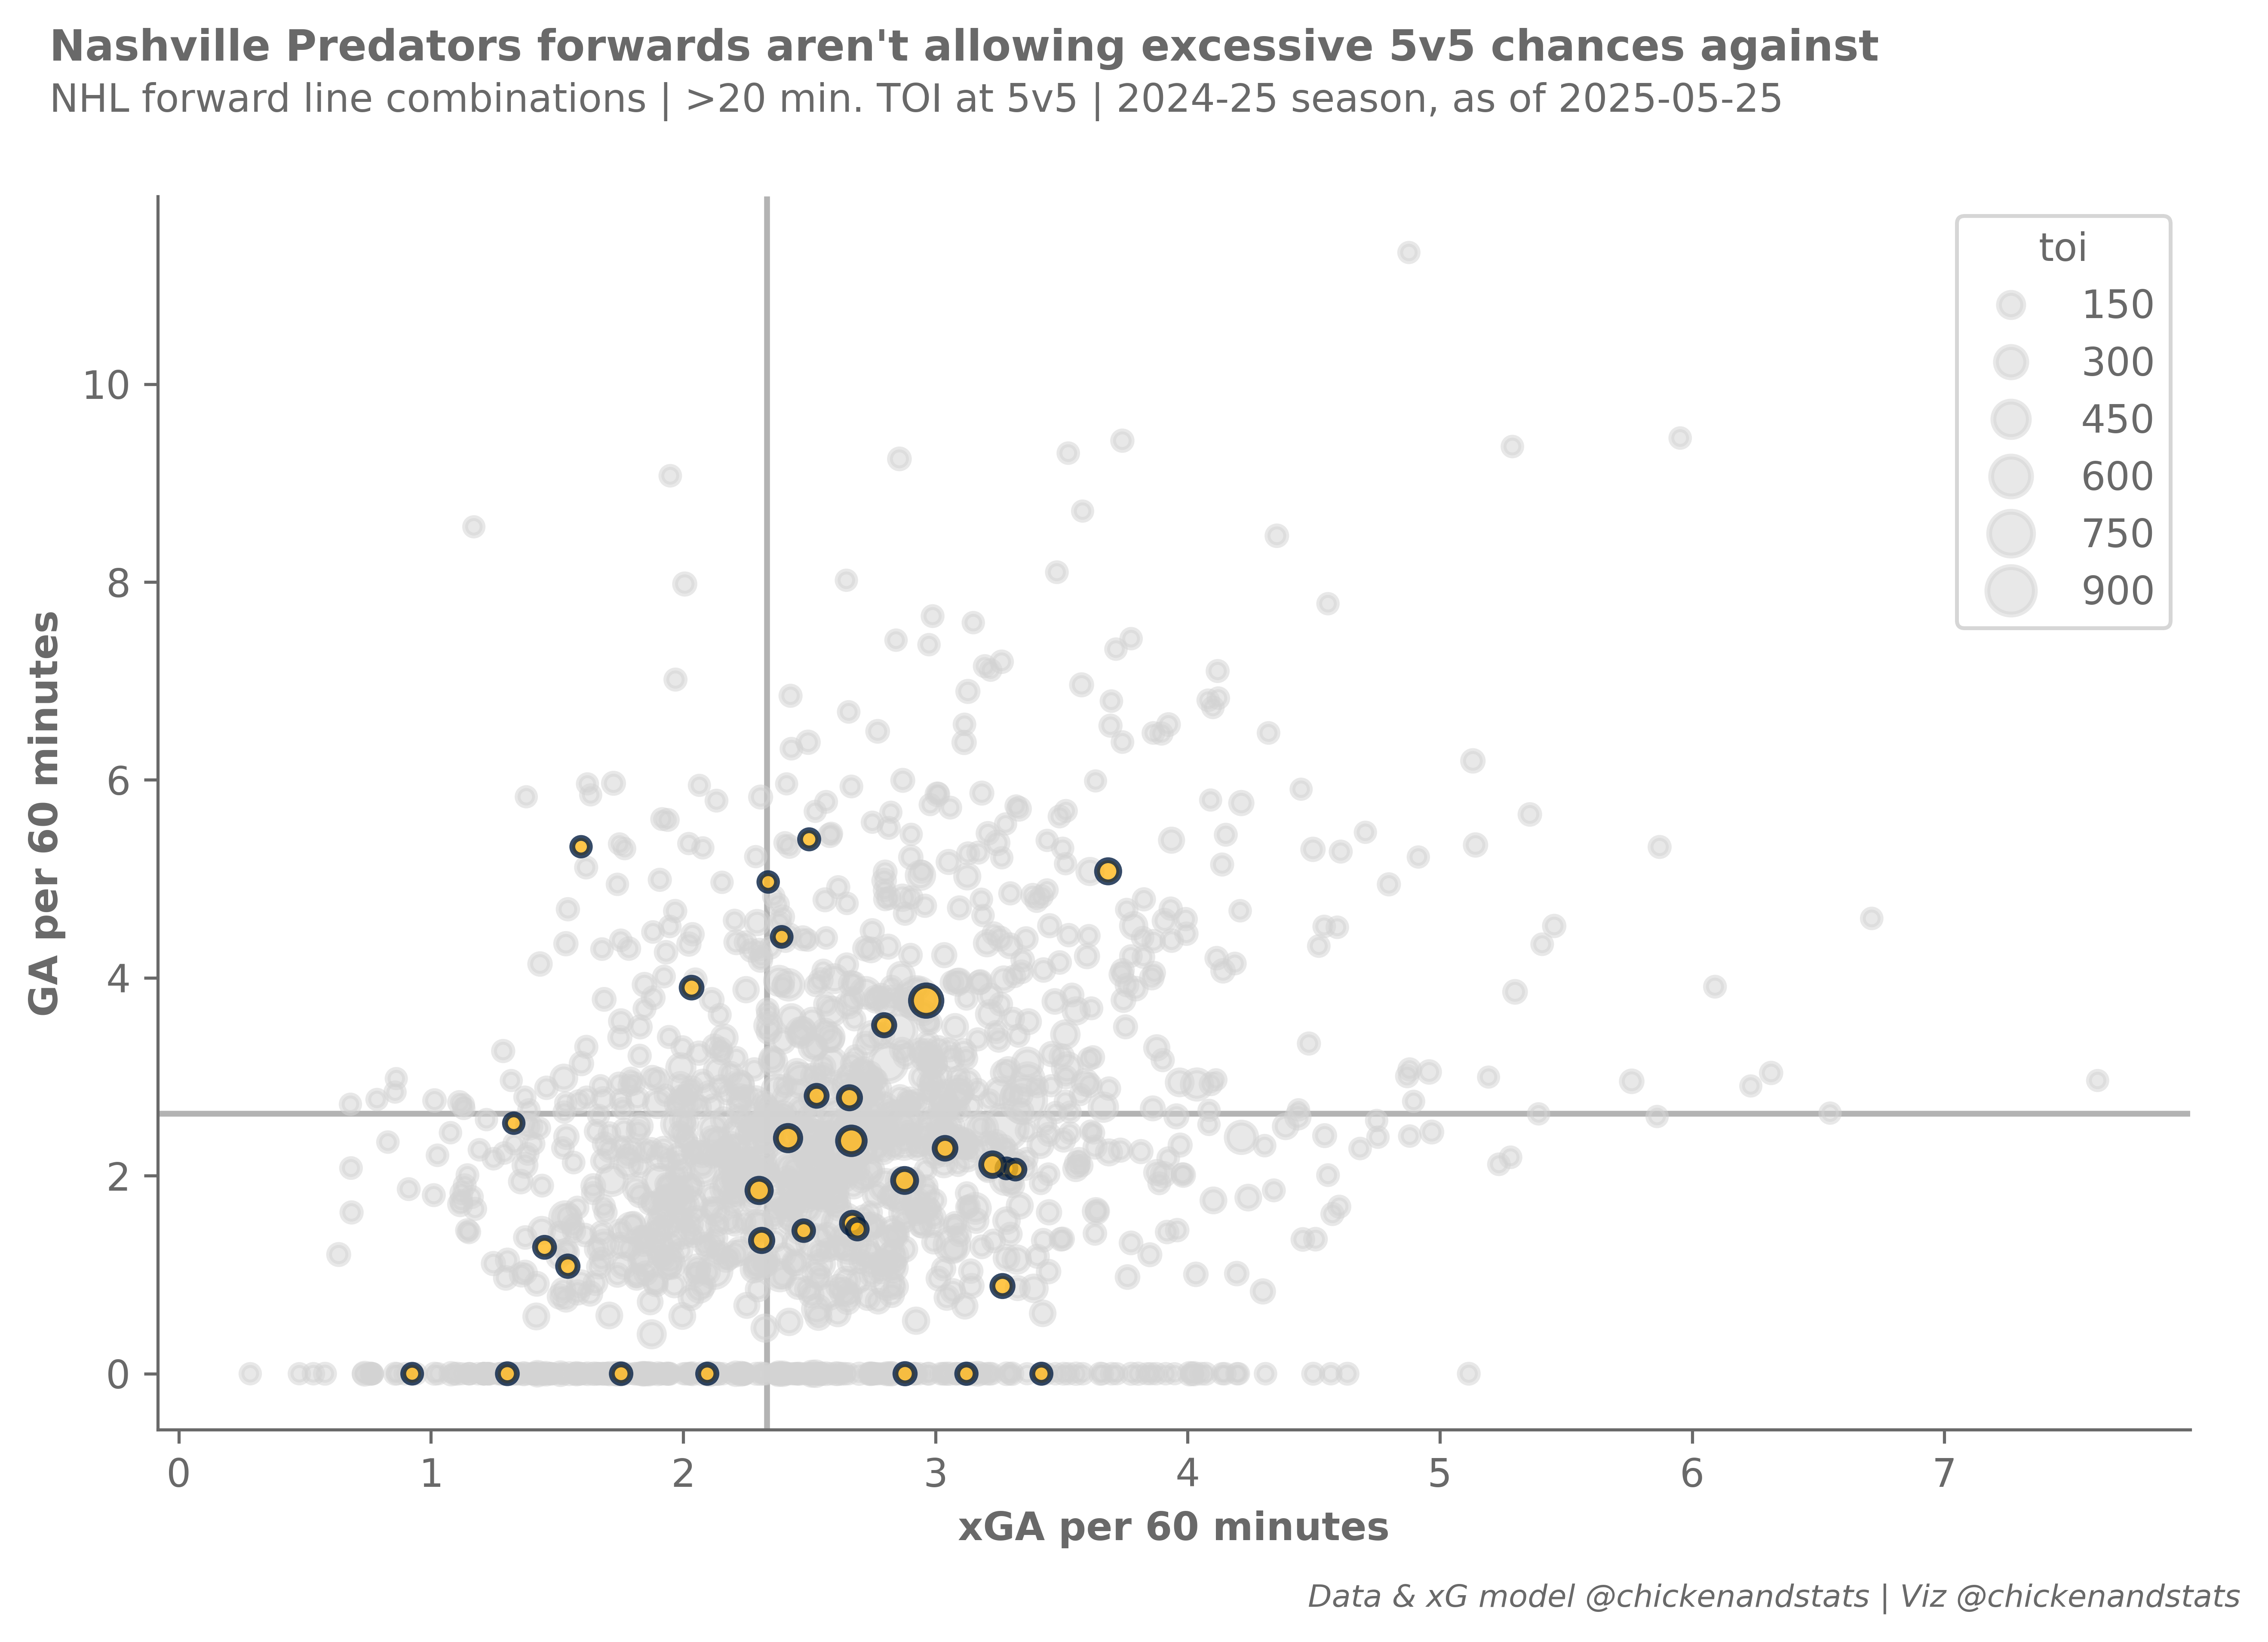 Nashville Predators forwards aren't allowing excessive 5v5 chances against
NHL forward line combinations | >20 min. TOI at 5v5 | 2024-25 season, as of 2025-05-25
toi
150
300
450
600
750
900
GA per 60 minutes
10
8
6
4
2
0
0 1 2 3 4 5 6 7
xGA per 60 minutes
Data & xG model @chickenandstats | Viz @chickenandstats